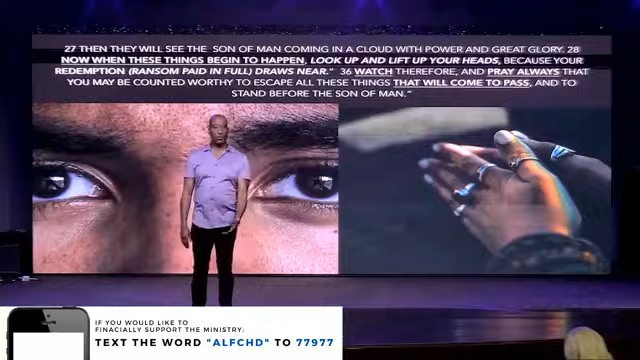 27 THEN THEY WILL SEE THE SON OF MAN COMING IN A CLOUD WITH POWER AND GREAT GLORY. 28
NOW WHEN THESE THINGS BEGIN TO HAPPEN, LOOK UP AND LIFT UP YOUR HEADS, BECAUSE YOUR
REDEMPTION (RANSOM PAID IN FULL) DRAWS NEAR." 36 WATCH THEREFORE, AND PRAY ALWAYS THAT
YOU MAY BE COUNTED WORTHY TO ESCAPE ALL THESE THINGS THAT WILL COME TO PASS, AND TO
STAND BEFORE THE SON OF MAN."
IF YOU WOULD LIKE TO
FINACIALLY SUPPORT THE MINISTRY:
TEXT THE WORD "ALFCHD" TO 77977